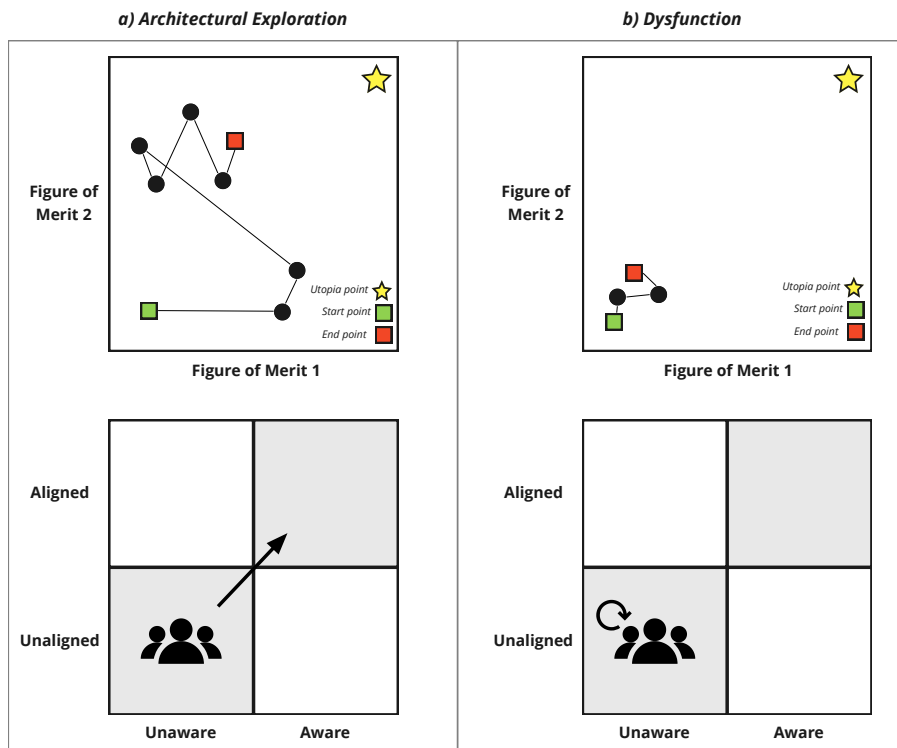 a) Architectural Exploration
b) Dysfunction
Figure of
Merit 2
Utopia point
Start point
End point
Figure of Merit 1
Figure of
Merit 2
Utopia point
Start point
End point
Figure of Merit 1
Aligned
Unaligned
Unaware
Aware
Aligned
Unaligned
Unaware
Aware